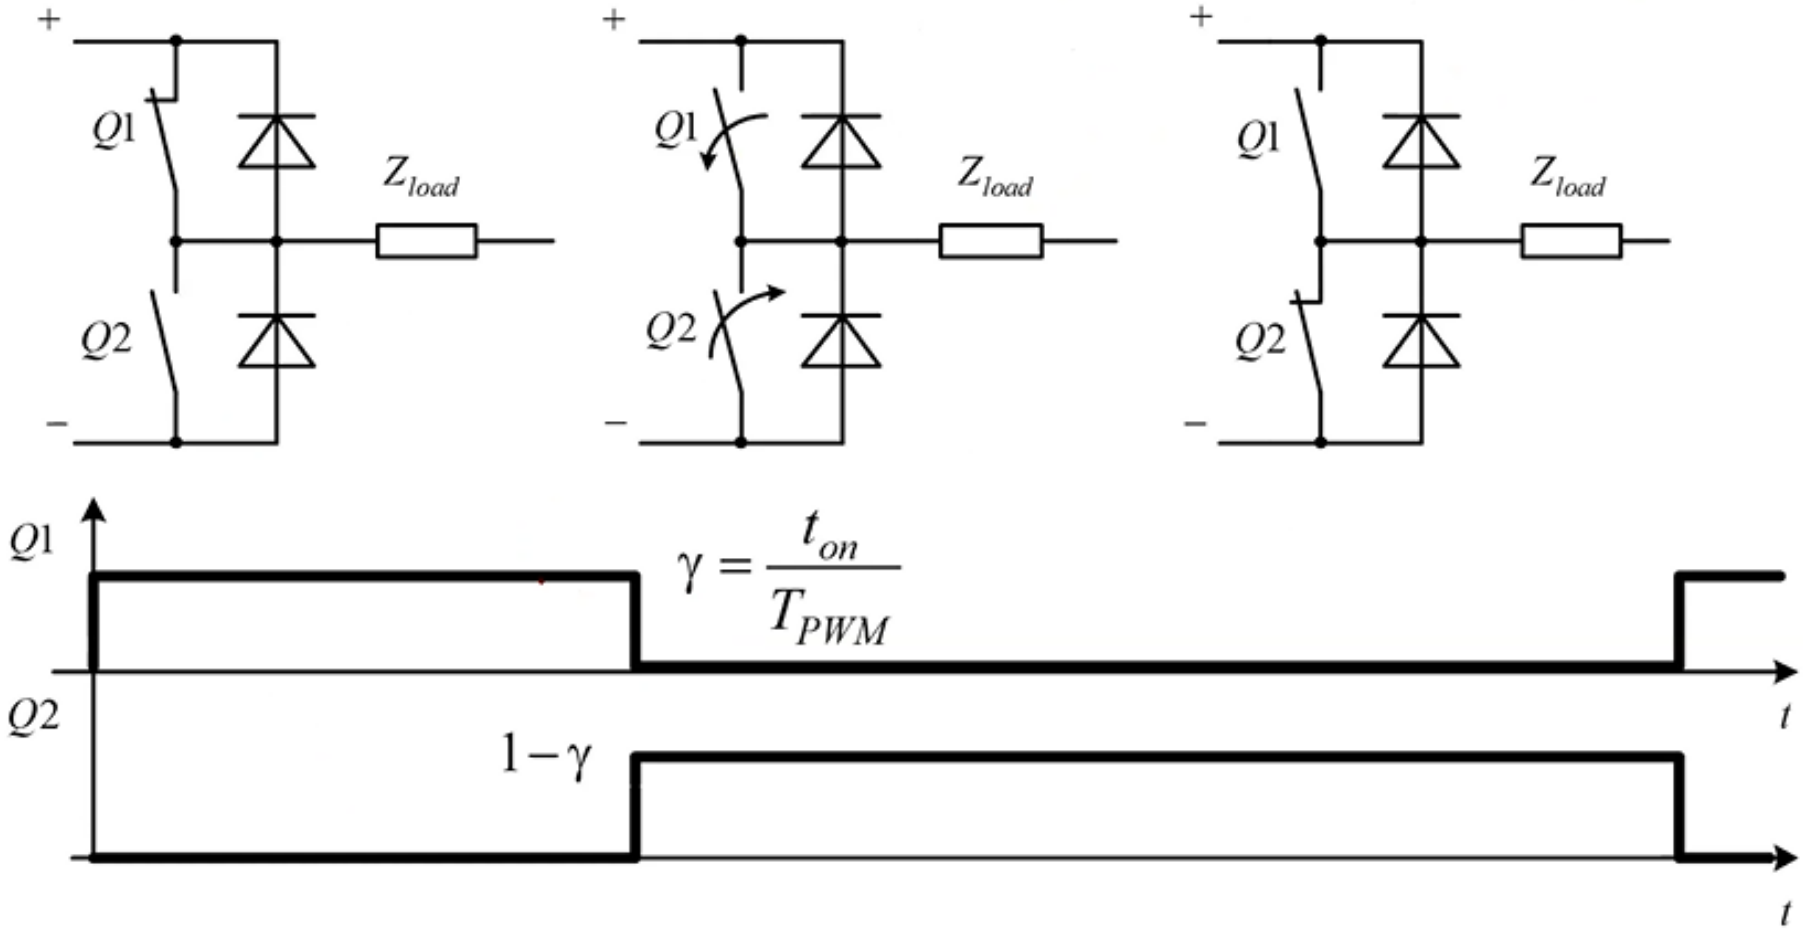 + + +
Q1 Q1 Q1
Z_load Z_load Z_load
Q2 Q2 Q2
− − −
Q1
γ = t_on / T_PWM
t
Q2
1−γ
t